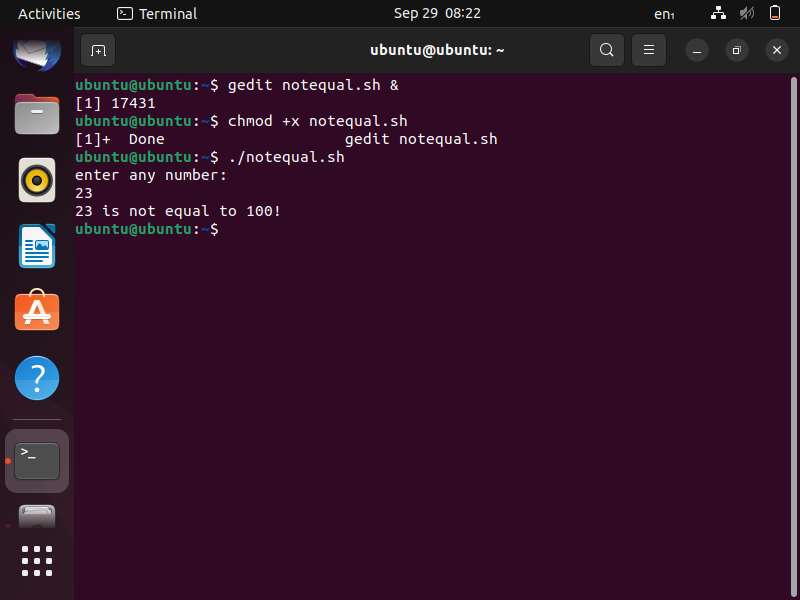 Activities
Terminal
Sep 29 08:22
en₁
ubuntu@ubuntu: ~
ubuntu@ubuntu:~$ gedit notequal.sh &
[1] 17431
ubuntu@ubuntu:~$ chmod +x notequal.sh
[1]+  Done                    gedit notequal.sh
ubuntu@ubuntu:~$ ./notequal.sh
enter any number:
23
23 is not equal to 100!
ubuntu@ubuntu:~$